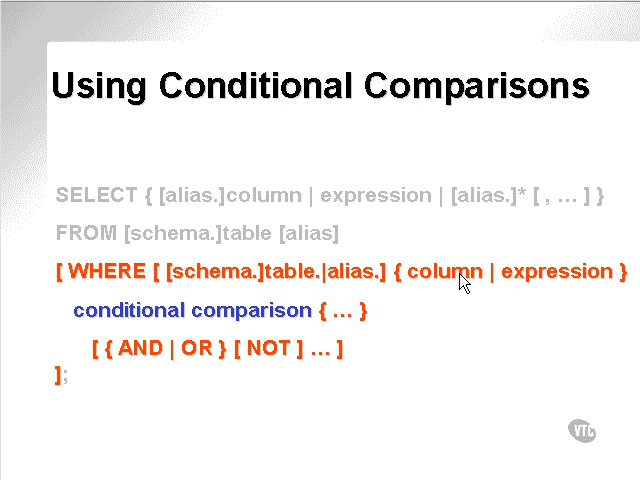 Using Conditional Comparisons
SELECT { [alias.]column | expression | [alias.]* [ , … ] }
FROM [schema.]table [alias]
[ WHERE [ [schema.]table.|alias.] { column | expression }
conditional comparison { … }
[ { AND | OR } [ NOT ] … ]
];
VTC